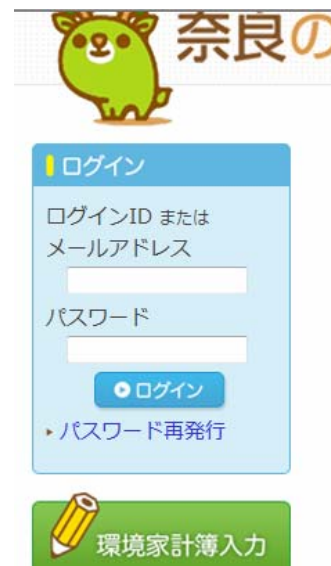 奈良の
ログイン
ログインID または
メールアドレス
パスワード
ログイン
パスワード再発行
環境家計簿入力